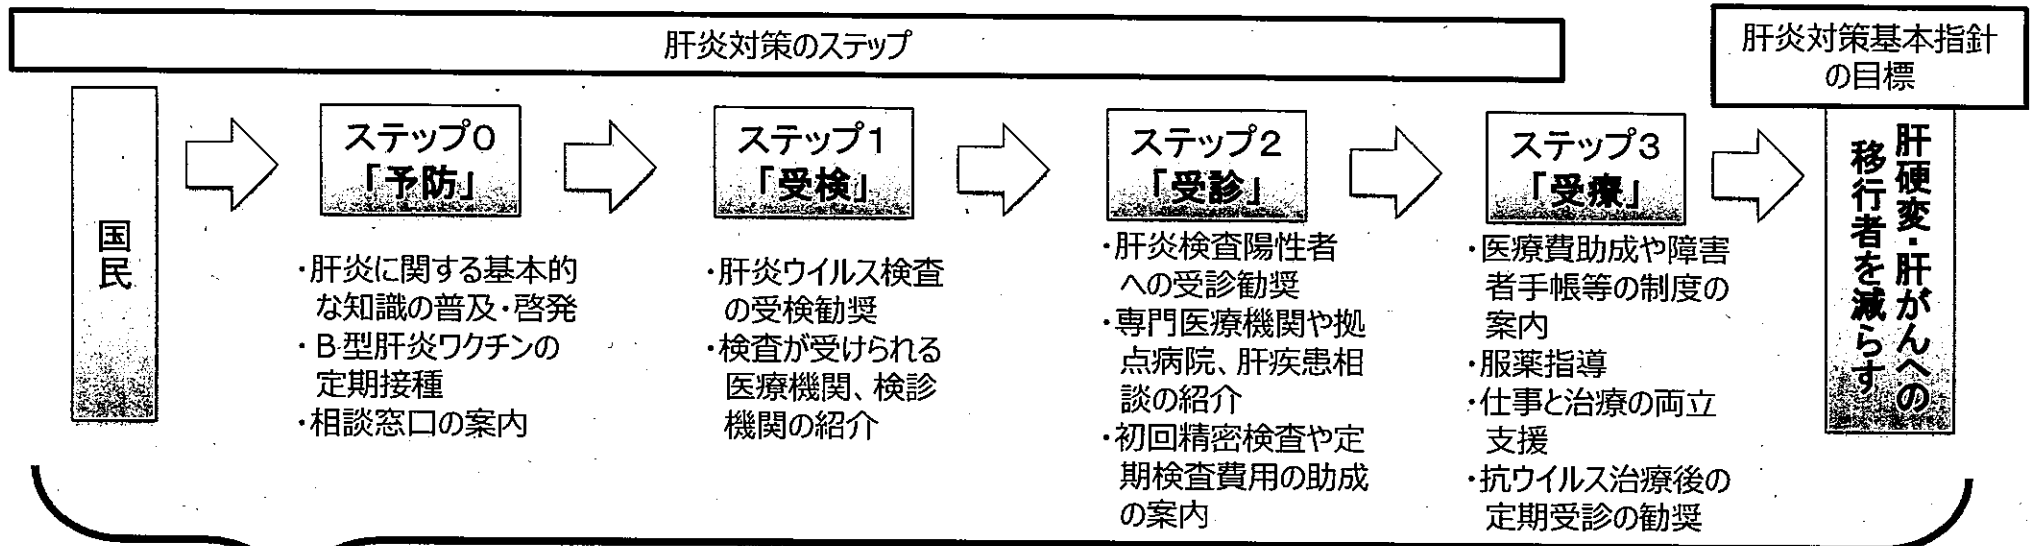 肝炎対策のステップ
肝炎対策基本指針
の目標
国民
ステップ0
「予防」
・肝炎に関する基本的
な知識の普及・啓発
・B型肝炎ワクチンの
定期接種
・相談窓口の案内
ステップ1
「受検」
・肝炎ウイルス検査
の受検勧奨
・検査が受けられる
医療機関、検診
機関の紹介
ステップ2
「受診」
・肝炎検査陽性者
への受診勧奨
・専門医療機関や拠
点病院、肝疾患相
談の紹介
・初回精密検査や定
期検査費用の助成
の案内
ステップ3
「受療」
・医療費助成や障害
者手帳等の制度の
案内
・服薬指導
・仕事と治療の両立
支援
・抗ウイルス治療後の
定期受診の勧奨
肝硬変・肝がんへの
移行者を減らす